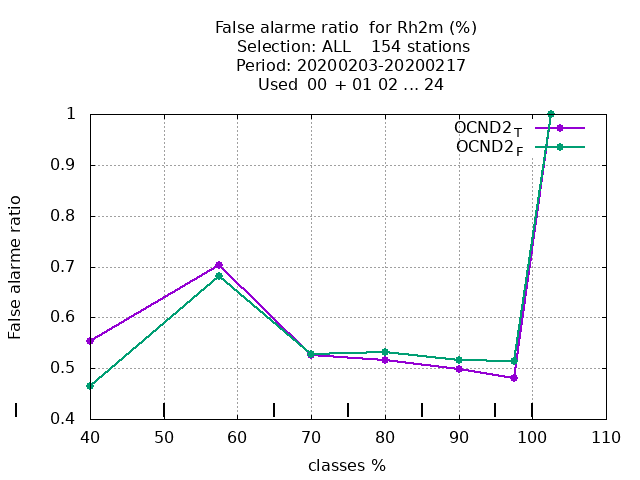 False alarme ratio  for Rh2m (%)
Selection: ALL    154 stations
Period: 20200203-20200217
Used  00  + 01 02 ... 24
OCND2T
OCND2F
1
0.9
0.8
0.7
0.6
0.5
0.4
False alarme ratio
40 50 60 70 80 90 100 110
classes %